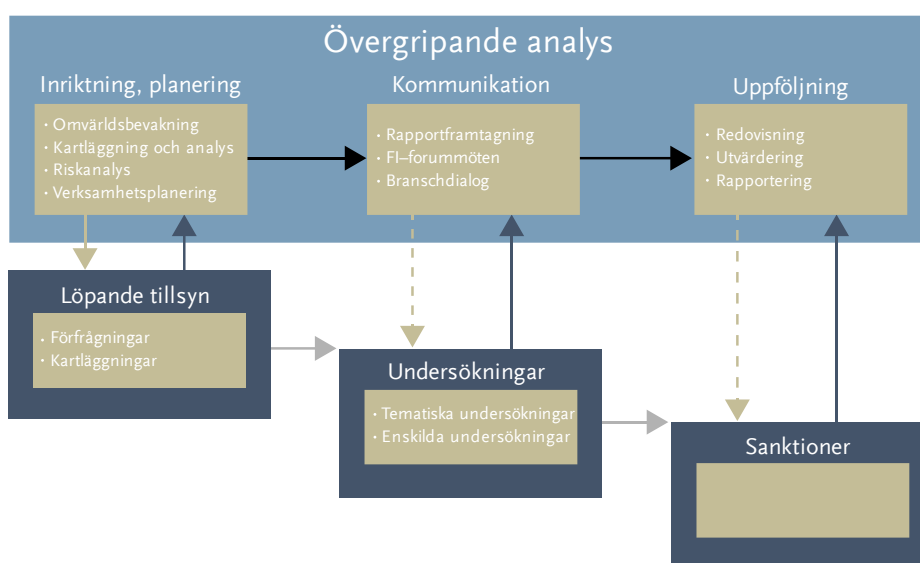 Övergripande analys
Inriktning, planering
· Omvärldsbevakning
· Kartläggning och analys
· Riskanalys
· Verksamhetsplanering
Kommunikation
· Rapportframtagning
· FI–forummöten
· Branschdialog
Uppföljning
· Redovisning
· Utvärdering
· Rapportering
Löpande tillsyn
· Förfrågningar
· Kartläggningar
Undersökningar
· Tematiska undersökningar
· Enskilda undersökningar
Sanktioner